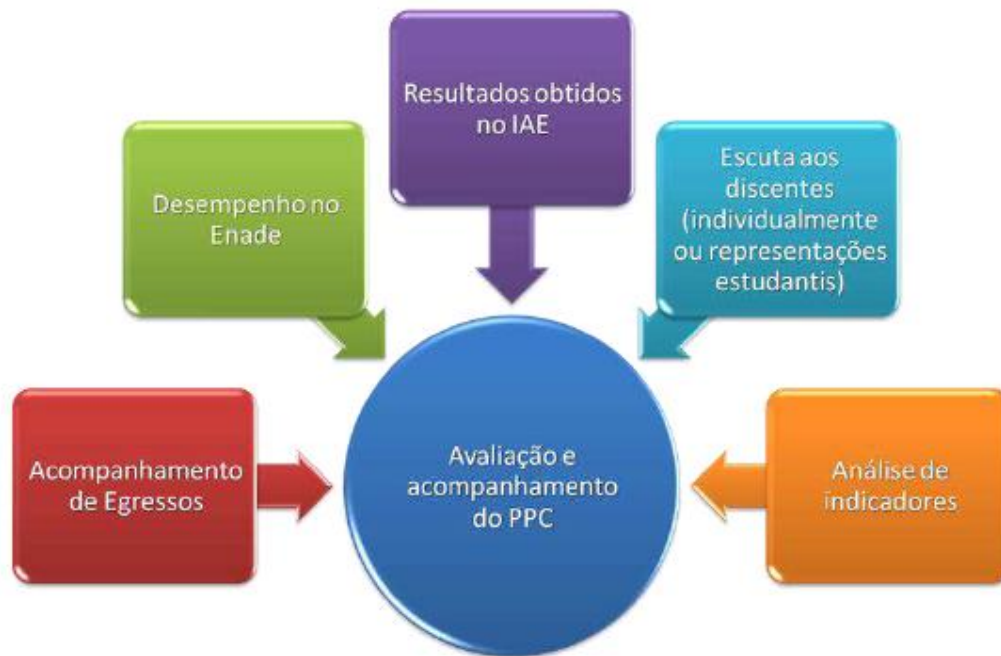 Resultados obtidos
no IAE
Desempenho no
Enade
Escuta aos
discentes
(individualmente
ou representações
estudantis)
Acompanhamento
de Egressos
Avaliação e
acompanhamento
do PPC
Análise de
indicadores